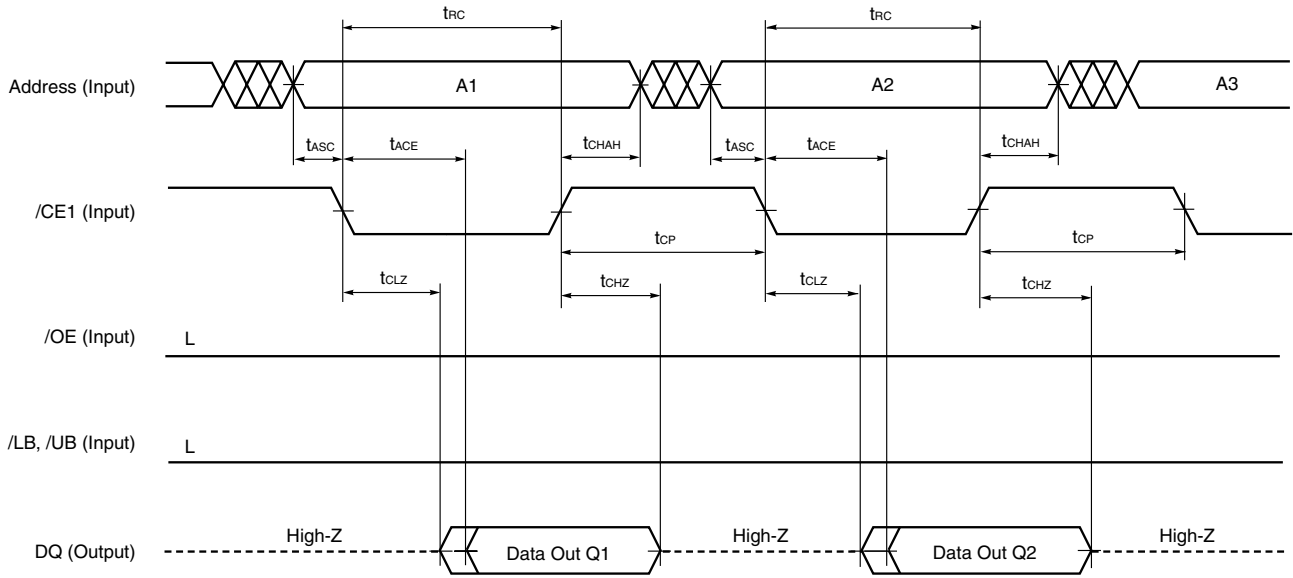 tRC tRC
Address (Input) A1 A2 A3
tASC tACE tCHAH tASC tACE tCHAH
/CE1 (Input)
tCP tCP
tCLZ tCHZ tCLZ tCHZ
/OE (Input) L
/LB, /UB (Input) L
High-Z High-Z High-Z
DQ (Output) Data Out Q1 Data Out Q2